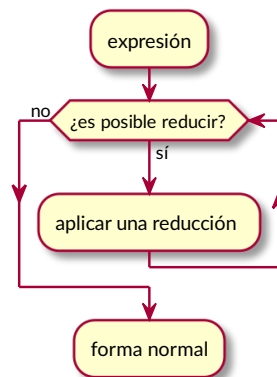 expresión
no
¿es posible reducir?
sí
aplicar una reducción
forma normal